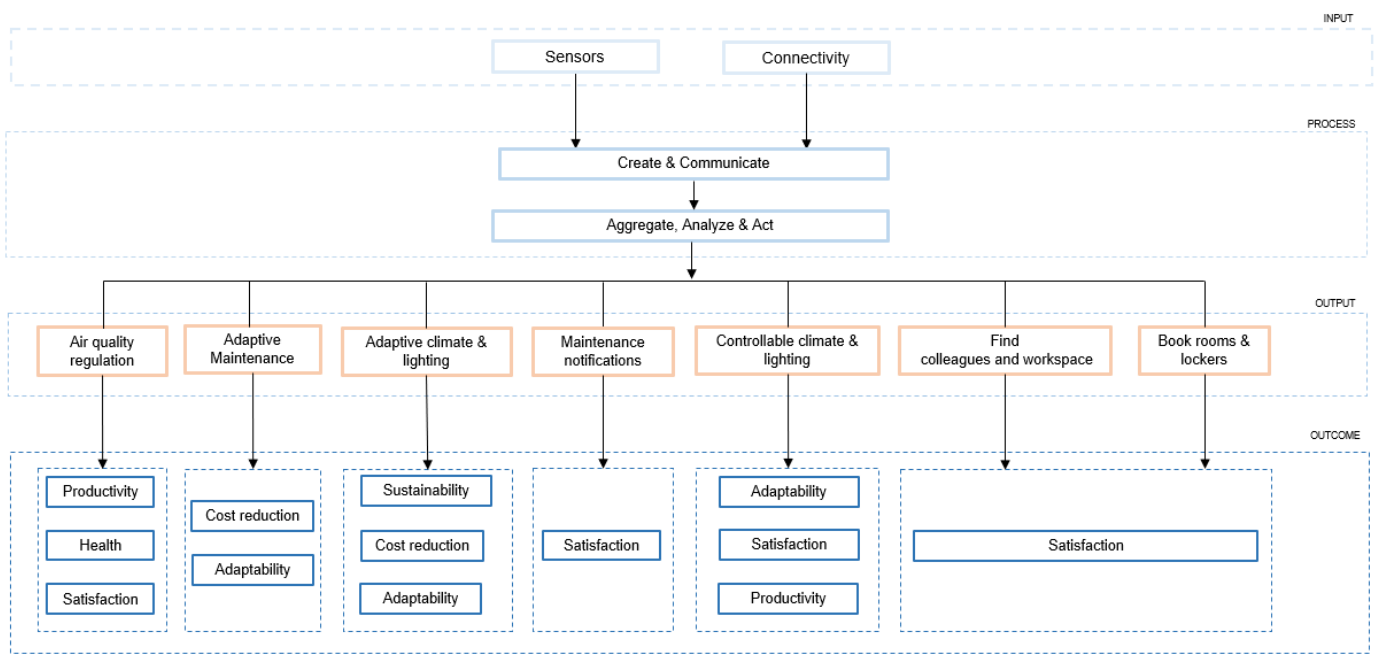 INPUT
Sensors
Connectivity
PROCESS
Create & Communicate
Aggregate, Analyze & Act
OUTPUT
Air quality
regulation
Adaptive
Maintenance
Adaptive climate &
lighting
Maintenance
notifications
Controllable climate &
lighting
Find
colleagues and workspace
Book rooms &
lockers
OUTCOME
Productivity
Health
Satisfaction
Cost reduction
Adaptability
Sustainability
Cost reduction
Adaptability
Satisfaction
Adaptability
Satisfaction
Productivity
Satisfaction